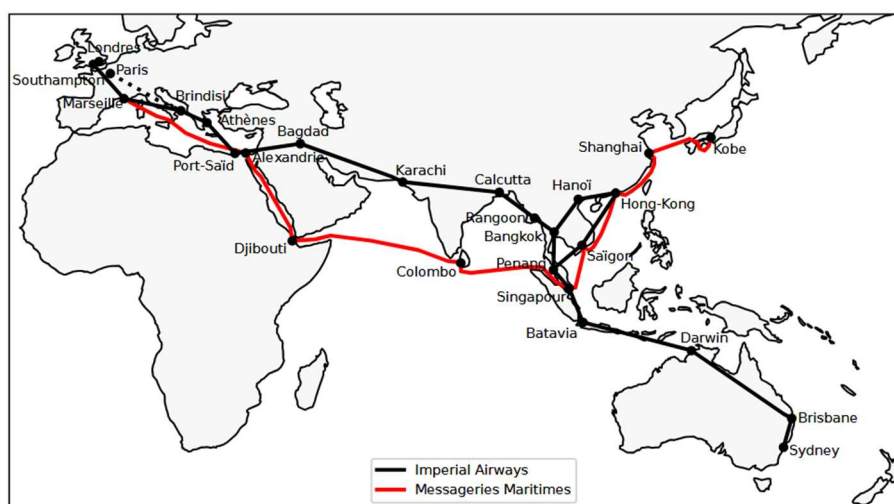 Londres
Southampton
Paris
Marseille
Brindisi
Athènes
Bagdad
Port-Saïd
Alexandrie
Karachi
Calcutta
Hanoï
Shanghai
Kobe
Hong-Kong
Rangoon
Bangkok
Djibouti
Colombo
Penang
Saïgon
Singapour
Batavia
Darwin
Brisbane
Sydney
Imperial Airways
Messageries Maritimes